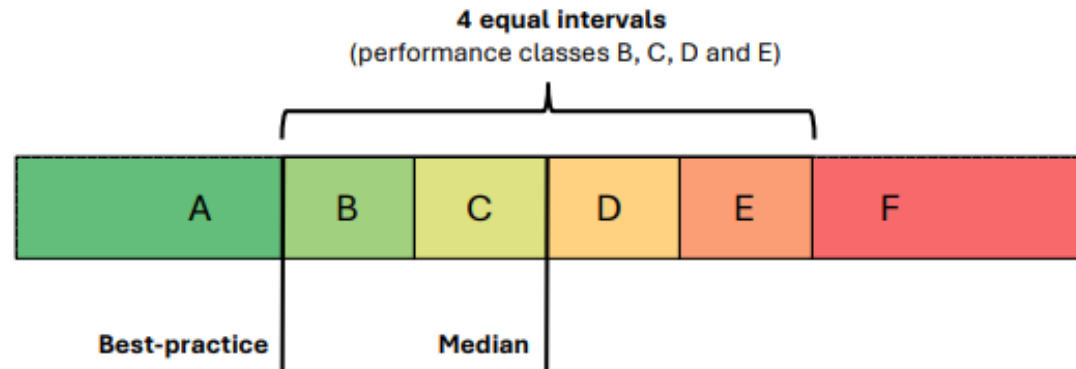 4 equal intervals
(performance classes B, C, D and E)
A B C D E F
Best-practice Median